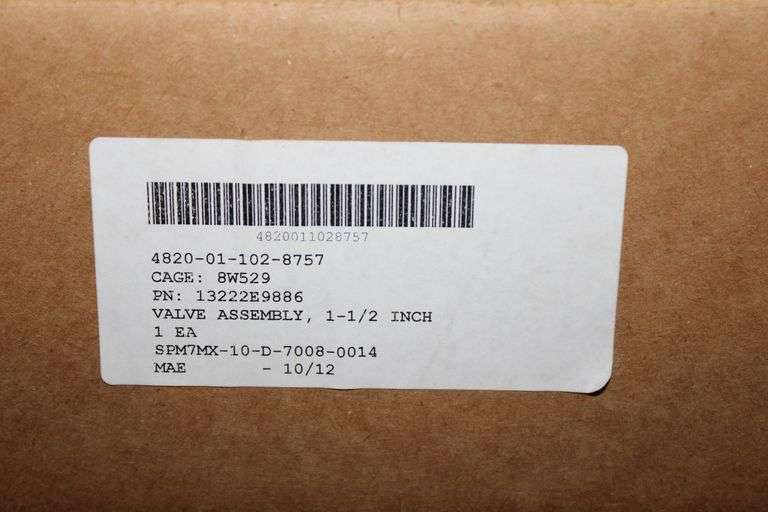 4820011028757
4820-01-102-8757
CAGE: 8W529
PN: 13222E9886
VALVE ASSEMBLY, 1-1/2 INCH
1 EA
SPM7MX-10-D-7008-0014
MAE - 10/12